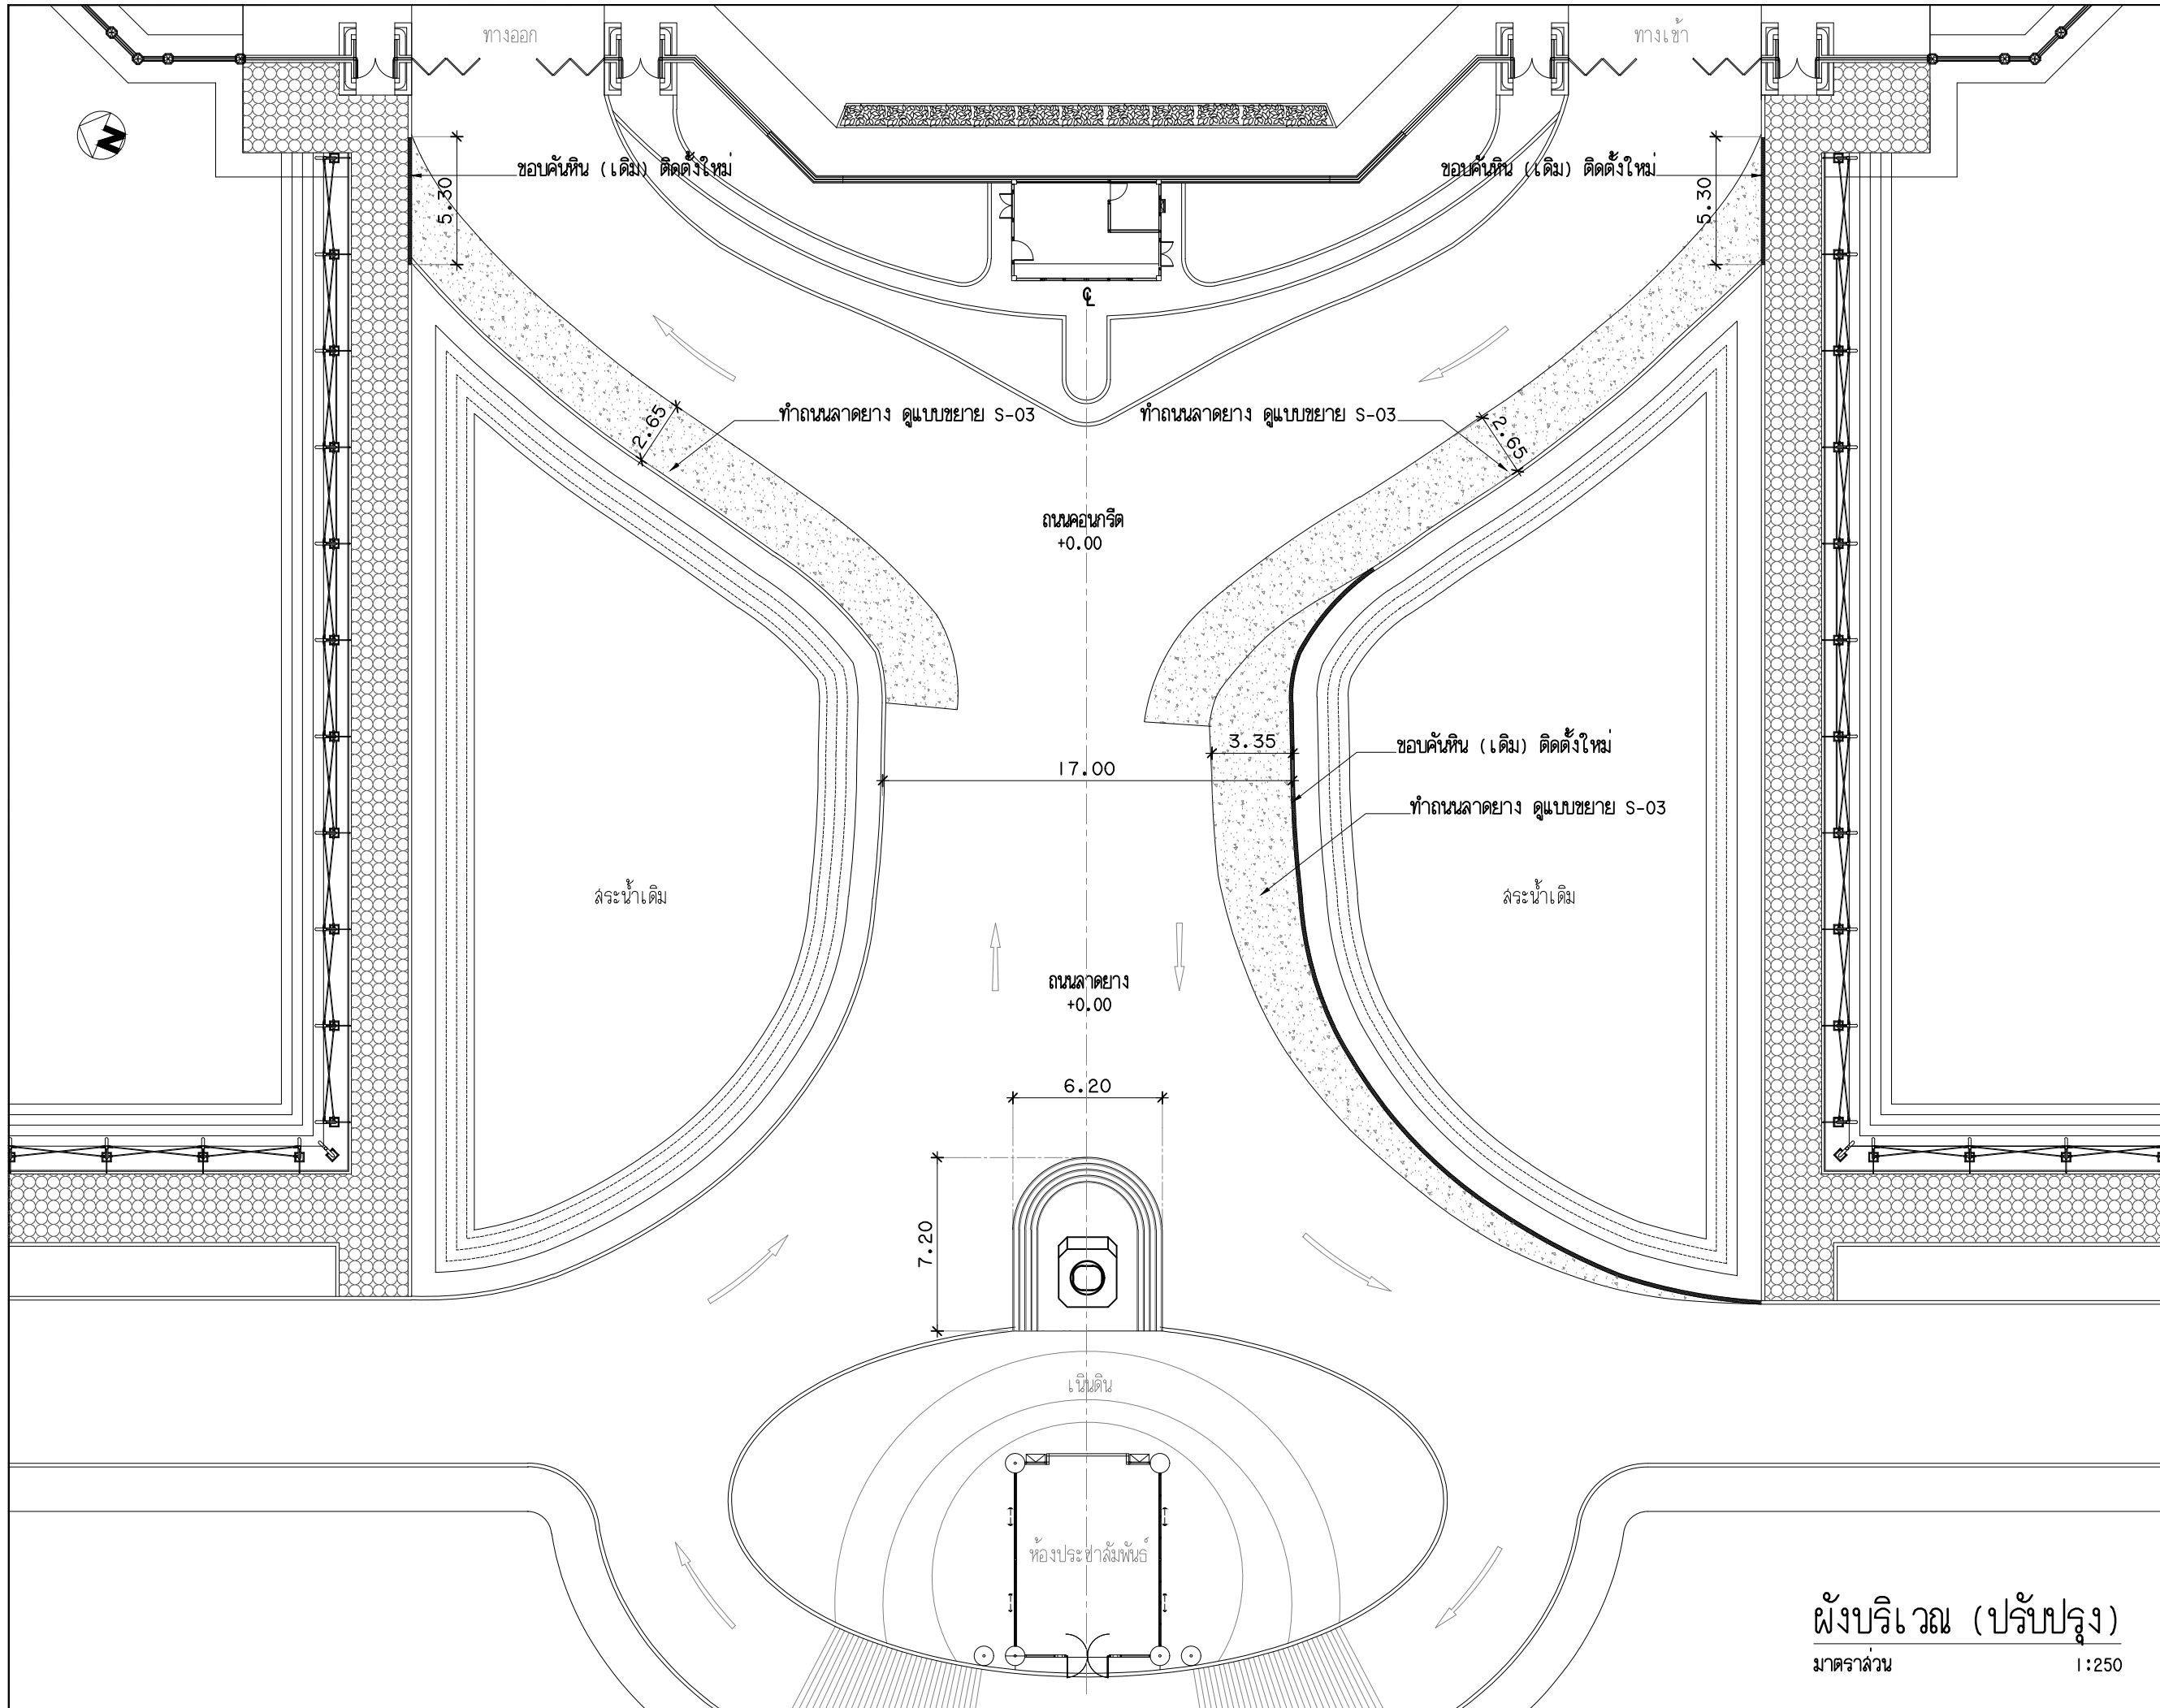 ทางออก
ทางเข้า
N
ขอบคันหิน (เดิม) ติดตั้งใหม่
ขอบคันหิน (เดิม) ติดตั้งใหม่
5.30
5.30
℄
2.65
ทำถนนลาดยาง ดูแบบขยาย S-03
ทำถนนลาดยาง ดูแบบขยาย S-03
2.65
ถนนคอนกรีต
+0.00
3.35
ขอบคันหิน (เดิม) ติดตั้งใหม่
17.00
ทำถนนลาดยาง ดูแบบขยาย S-03
สระน้ำเดิม
สระน้ำเดิม
ถนนลาดยาง
+0.00
6.20
7.20
เนินดิน
ห้องประชาสัมพันธ์
ผังบริเวณ (ปรับปรุง)
มาตราส่วน 1:250